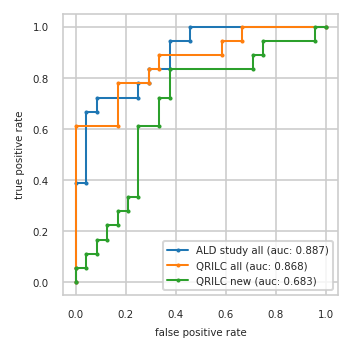 1.0
0.8
0.6
0.4
0.2
0.0
true positive rate
ALD study all (auc: 0.887)
QRILC all (auc: 0.868)
QRILC new (auc: 0.683)
0.0 0.2 0.4 0.6 0.8 1.0
false positive rate